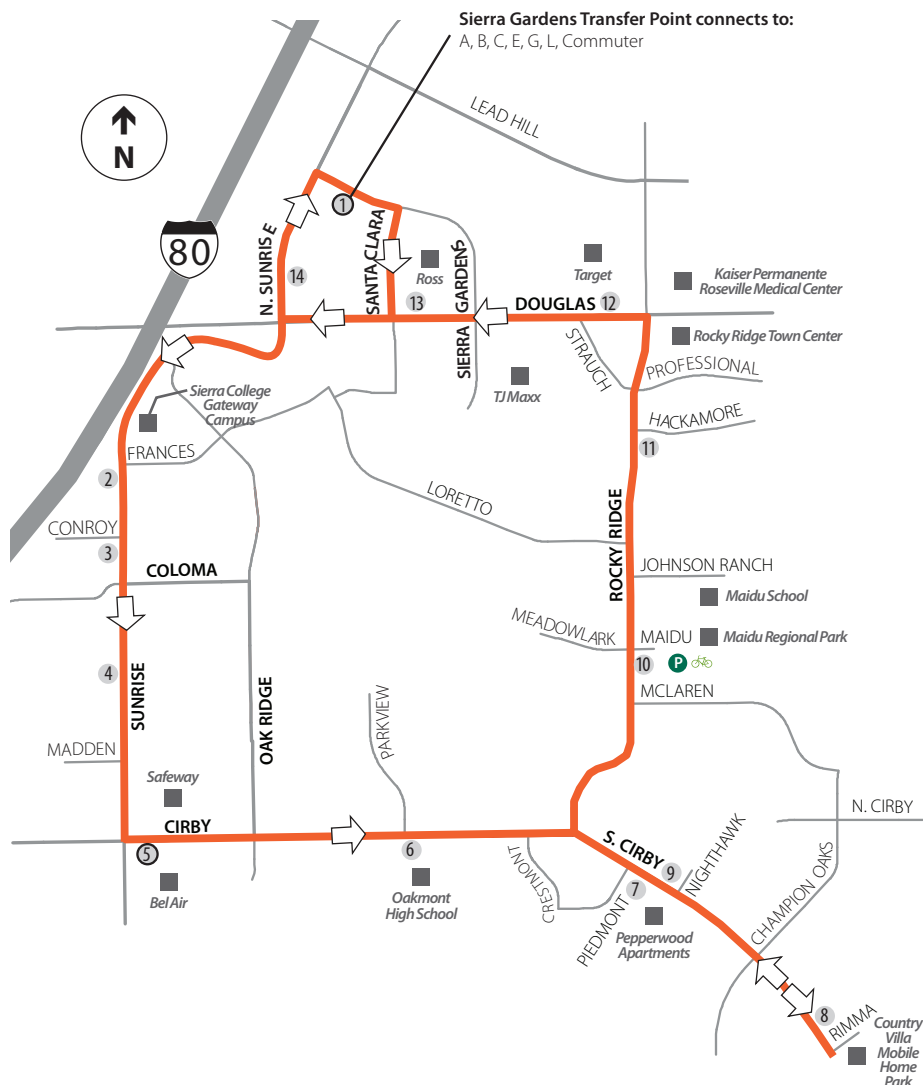 Sierra Gardens Transfer Point connects to:
A, B, C, E, G, L, Commuter
N
LEAD HILL
80
1
N. SUNRISE
14
SANTA CLARA
Ross
13
SIERRA GARDENS
Target
DOUGLAS
12
Kaiser Permanente
Roseville Medical Center
Rocky Ridge Town Center
STRAUCH
PROFESSIONAL
TJ Maxx
HACKAMORE
11
Sierra College
Gateway
Campus
FRANCES
2
LORETTO
CONROY
3
ROCKY RIDGE
COLOMA
JOHNSON RANCH
Maidu School
MEADOWLARK
MAIDU
Maidu Regional Park
10
P
4
MCLAREN
SUNRISE
OAK RIDGE
PARKVIEW
MADDEN
Safeway
CIRBY
N. CIRBY
5
6
S. CIRBY
9
NIGHTHAWK
Bel Air
Oakmont
High School
CRESTMONT
PIEDMONT
7
Pepperwood
Apartments
CHAMPION OAKS
8
RIMMA
Country
Villa
Mobile
Home
Park